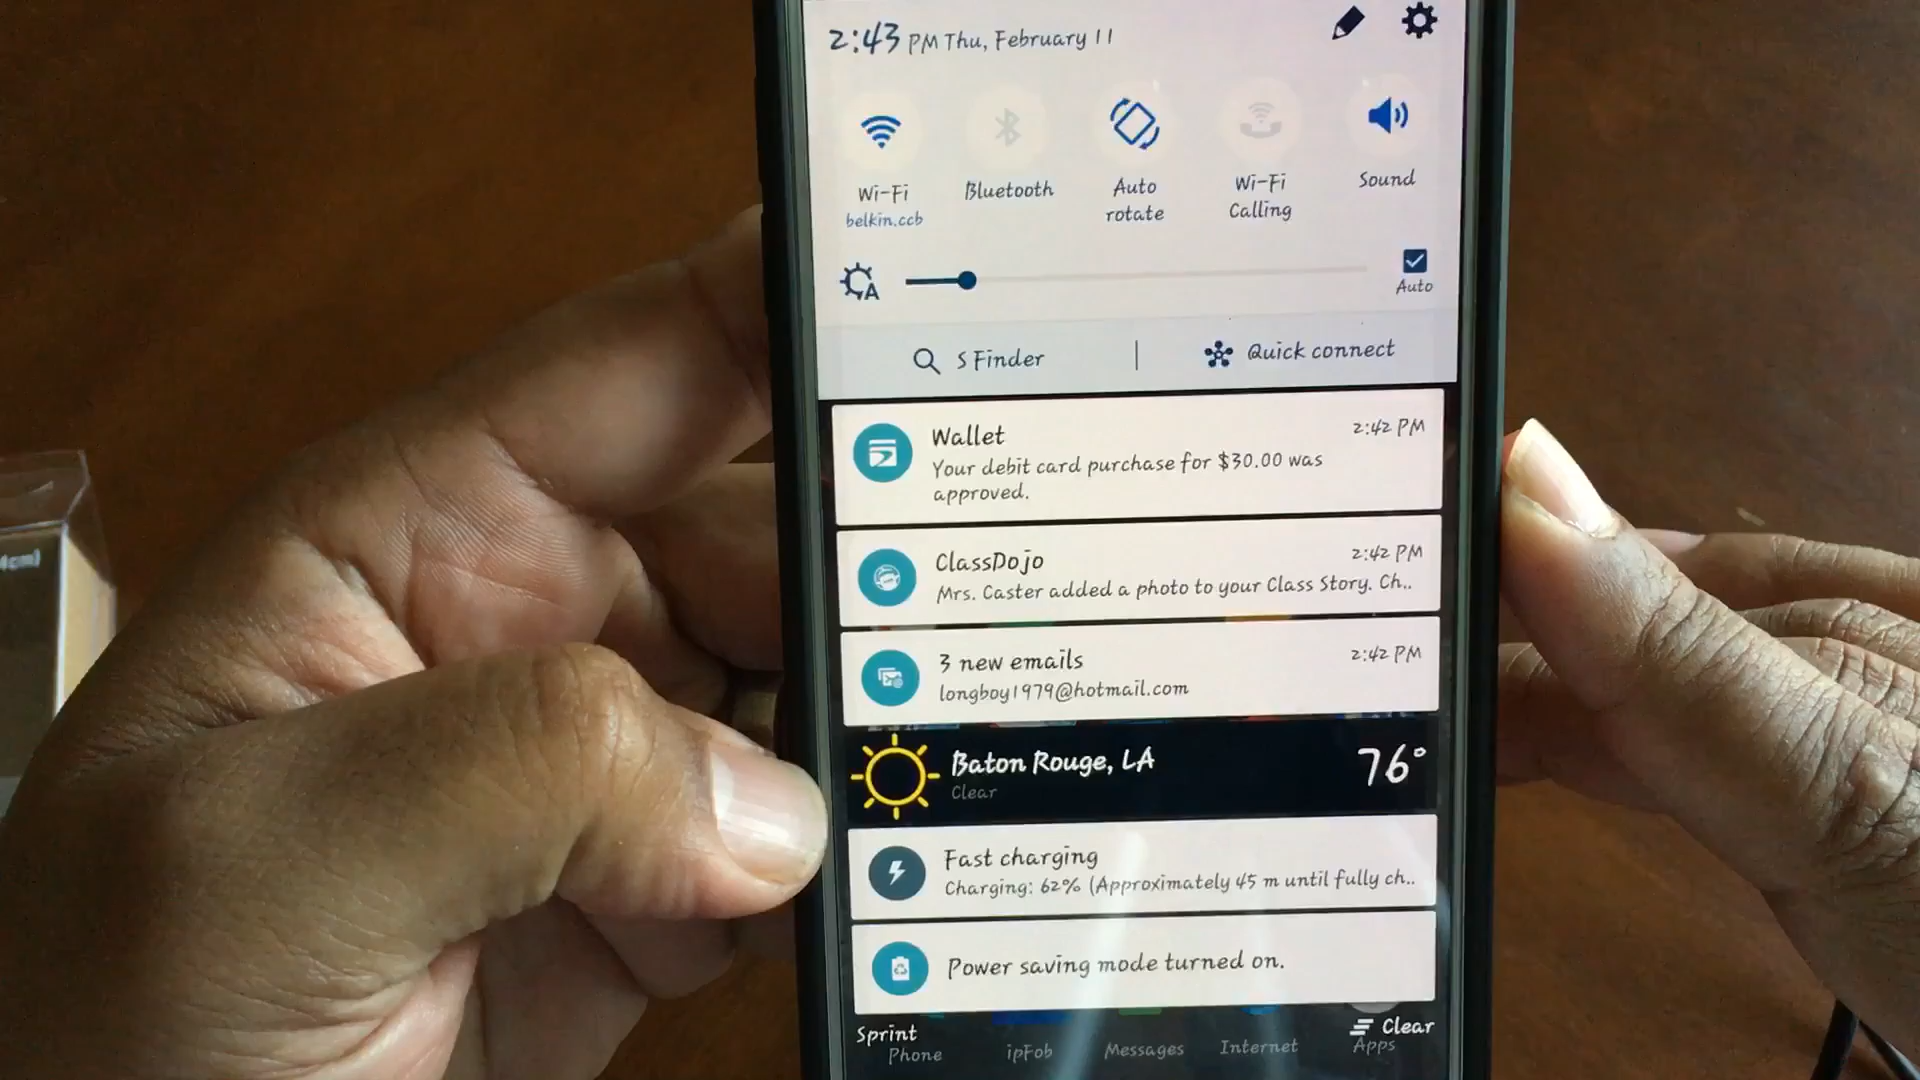 2:43 PM Thu, February 11
Wi-Fi
belkin.ccb
Bluetooth
Auto
rotate
Wi-Fi
Calling
Sound
A
Auto
S Finder
Quick connect
Wallet
2:42 PM
Your debit card purchase for $30.00 was
approved.
ClassDojo
2:42 PM
Mrs. Caster added a photo to your Class Story. Ch..
3 new emails
2:42 PM
longboy1979@hotmail.com
Baton Rouge, LA
76°
Clear
Fast charging
Charging: 62% (Approximately 45 m until fully ch..
Power saving mode turned on.
Sprint
Clear
Phone
ipFob
Messages
Internet
Apps